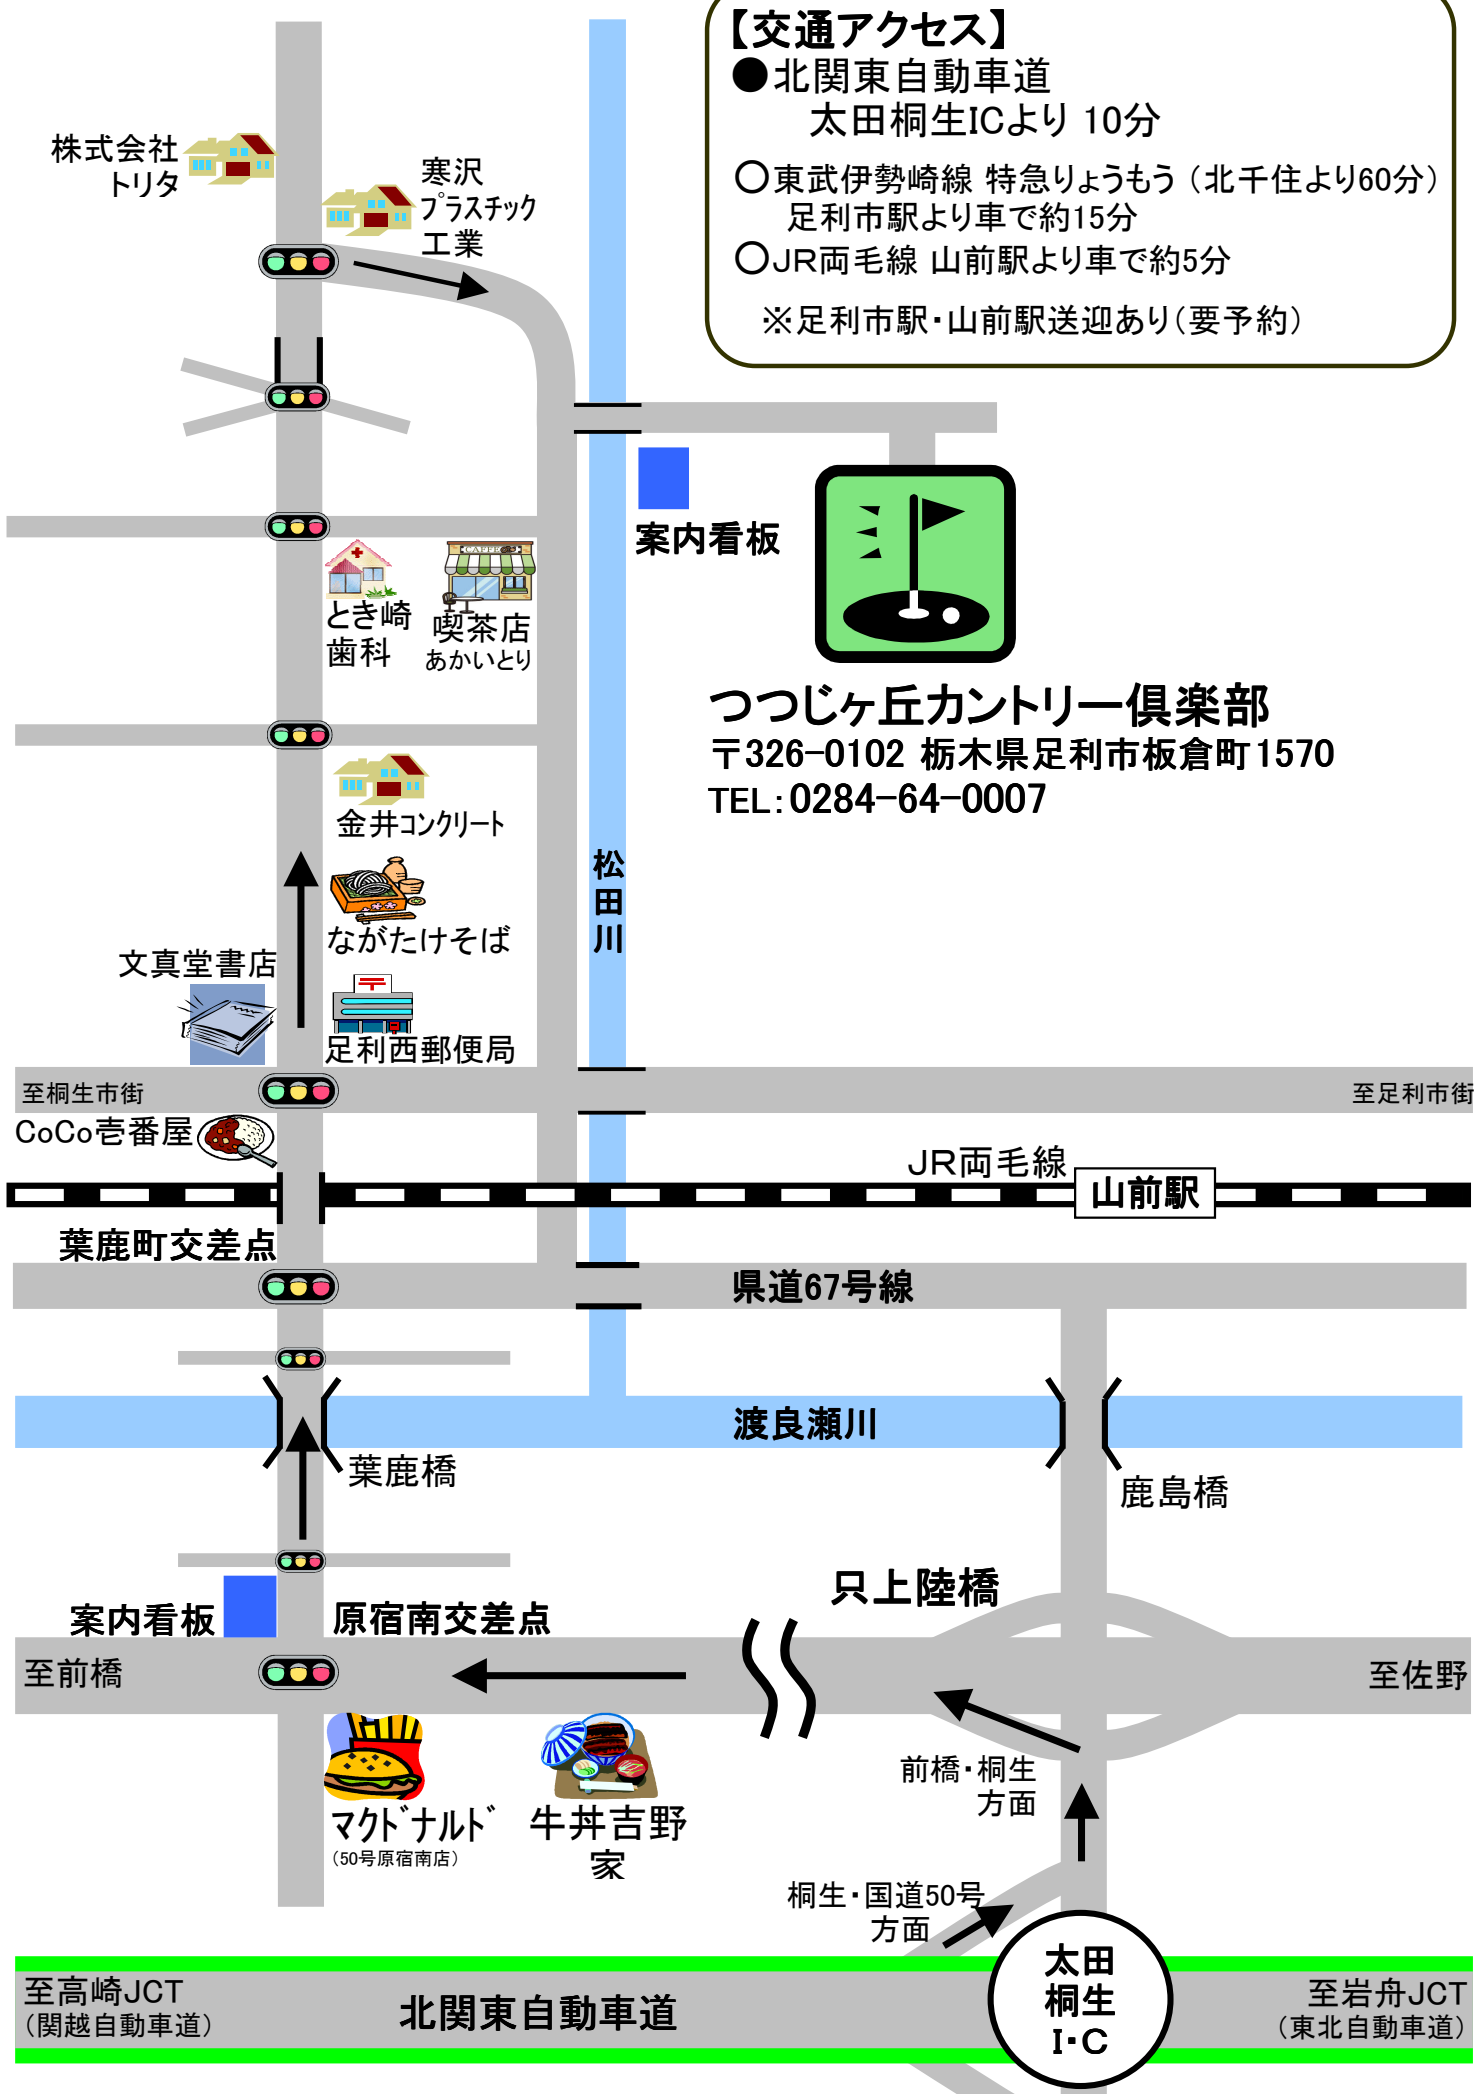 【交通アクセス】
●北関東自動車道
太田桐生ICより 10分
○東武伊勢崎線 特急りょうもう（北千住より60分）
足利市駅より車で約15分
○JR両毛線 山前駅より車で約5分
※足利市駅・山前駅送迎あり（要予約）
株式会社
トリタ
寒沢
プラスチック
工業
案内看板
CAFFE
とき崎
歯科
喫茶店
あかいとり
つつじヶ丘カントリー倶楽部
〒326-0102 栃木県足利市板倉町1570
TEL：0284-64-0007
金井コンクリート
松田川
ながたけそば
文真堂書店
〒
足利西郵便局
至桐生市街
至足利市街
CoCo壱番屋
JR両毛線
山前駅
葉鹿町交差点
県道67号線
渡良瀬川
葉鹿橋
鹿島橋
只上陸橋
案内看板
原宿南交差点
至前橋
至佐野
前橋・桐生
方面
マクドナルド
（50号原宿南店）
牛丼吉野
家
桐生・国道50号
方面
太田
桐生
I・C
至高崎JCT
（関越自動車道）
北関東自動車道
至岩舟JCT
（東北自動車道）